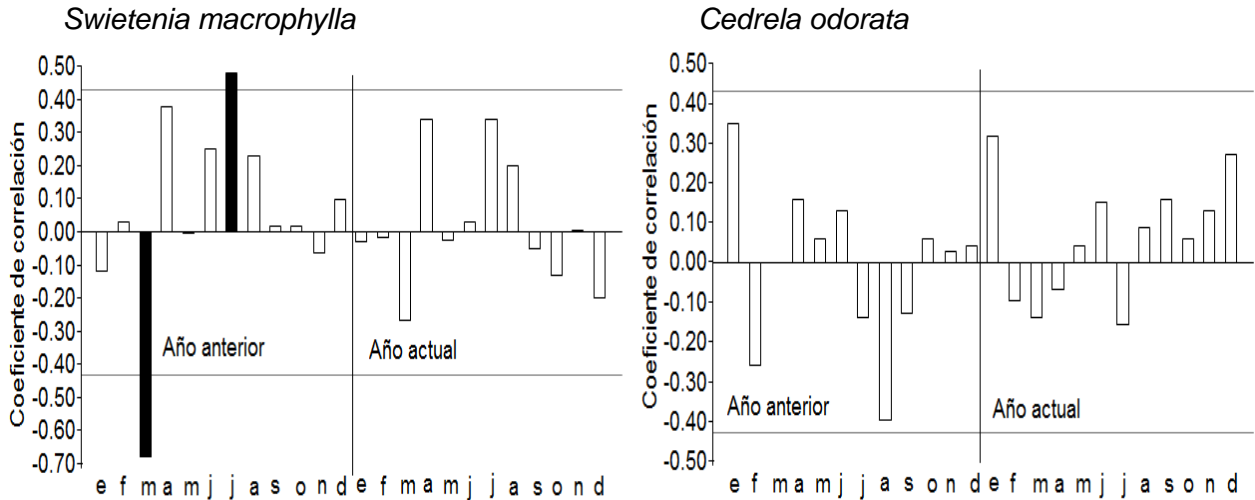 Swietenia macrophylla
Coeficiente de correlación
0.50
0.40
0.30
0.20
0.10
0.00
-0.10
-0.20
-0.30
-0.40
-0.50
-0.60
-0.70
Año anterior
Año actual
e f m a m j j a s o n d e f m a m j j a s o n d
Cedrela odorata
Coeficiente de correlación
0.50
0.40
0.30
0.20
0.10
0.00
-0.10
-0.20
-0.30
-0.40
-0.50
Año anterior
Año actual
e f m a m j j a s o n d e f m a m j j a s o n d